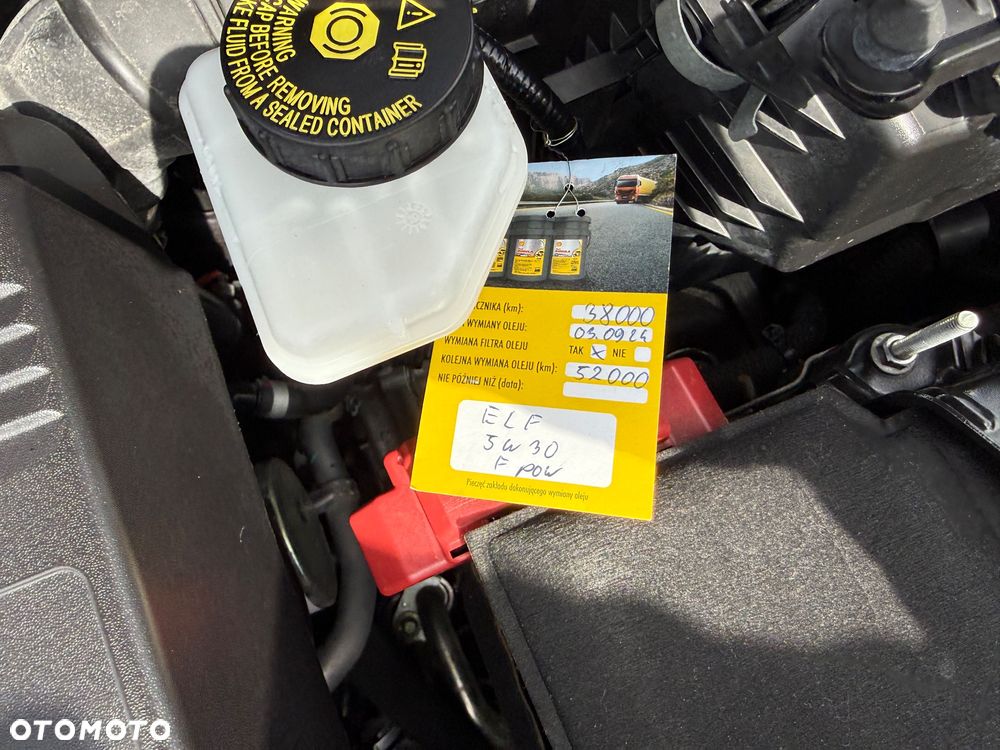 WARNING
CAP BEFORE REMOVING
FLUID FROM A SEALED CONTAINER
CZNIKA (km): 38000
WYMIANY OLEJU: 03.09.24
WYMIANA FILTRA OLEJU TAK X NIE
KOLEJNA WYMIANA OLEJU (km): 52000
NIE PÓŹNIEJ NIŻ (data):
ELF
5W30
F POW
Pieczęć zakładu dokonującego wymiany oleju
OTOMOTO